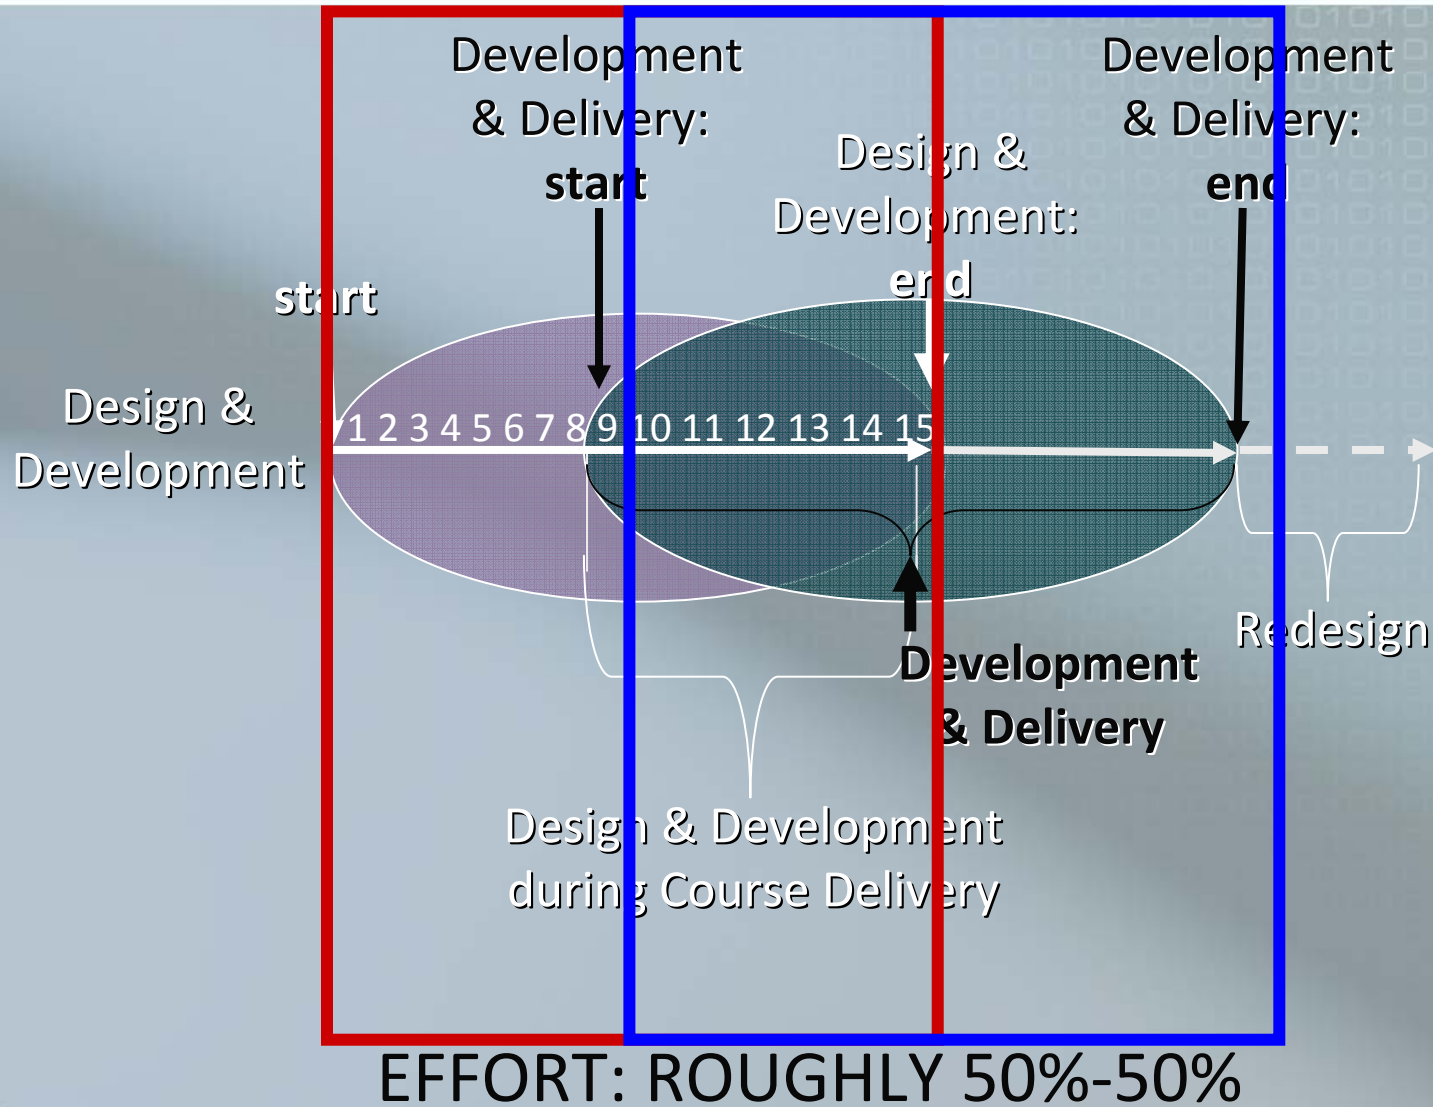 Development
& Delivery:
start
Development
& Delivery:
end
Design &
Development:
end
start
Design &
Development
1 2 3 4 5 6 7 8 9 10 11 12 13 14 15
Redesign
Development
& Delivery
Design & Development
during Course Delivery
EFFORT: ROUGHLY 50%-50%